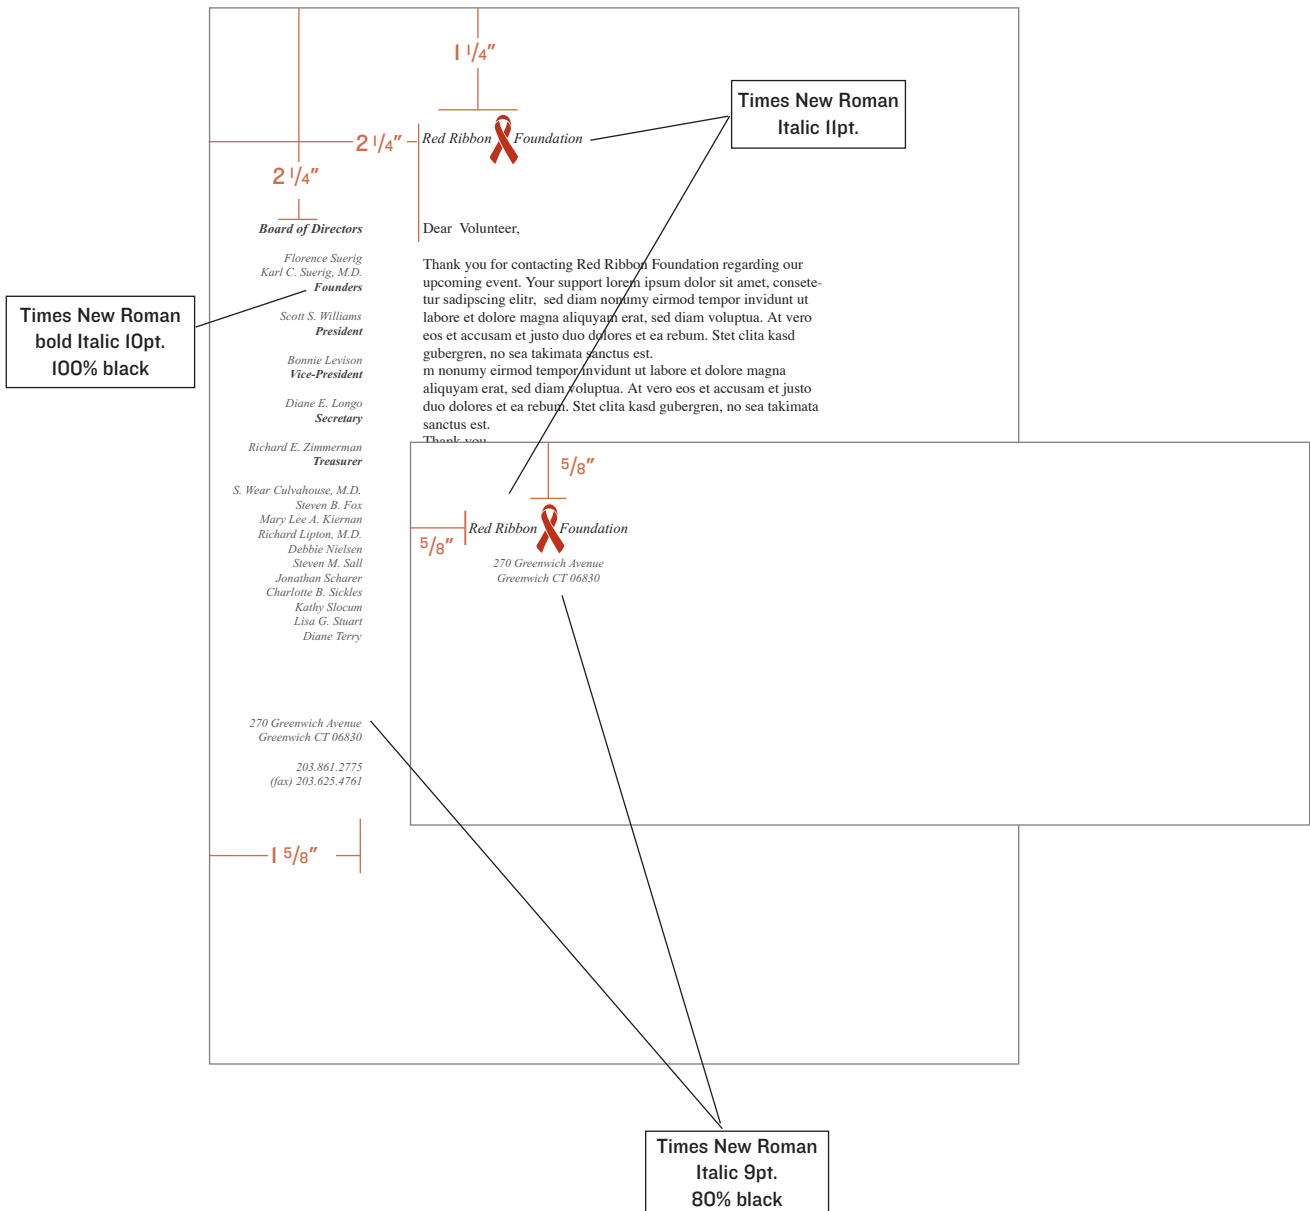 1 1/4"
Times New Roman
Italic 11pt.
2 1/4"
Red Ribbon Foundation
2 1/4"
Board of Directors
Florence Suerig
Karl C. Suerig, M.D.
Founders
Scott S. Williams
President
Bonnie Levison
Vice-President
Diane E. Longo
Secretary
Richard E. Zimmerman
Treasurer
S. Wear Culvahouse, M.D.
Steven B. Fox
Mary Lee A. Kiernan
Richard Lipton, M.D.
Debbie Nielsen
Steven M. Sall
Jonathan Scharer
Charlotte B. Sickles
Kathy Slocum
Lisa G. Stuart
Diane Terry
270 Greenwich Avenue
Greenwich CT 06830
203.861.2775
(fax) 203.625.4761
1 5/8"
Times New Roman
bold Italic 10pt.
100% black
Dear Volunteer,
Thank you for contacting Red Ribbon Foundation regarding our
upcoming event. Your support lorem ipsum dolor sit amet, consete-
tur sadipscing elitr, sed diam nonumy eirmod tempor invidunt ut
labore et dolore magna aliquyam erat, sed diam voluptua. At vero
eos et accusam et justo duo dolores et ea rebum. Stet clita kasd
gubergren, no sea takimata sanctus est.
m nonumy eirmod tempor invidunt ut labore et dolore magna
aliquyam erat, sed diam voluptua. At vero eos et accusam et justo
duo dolores et ea rebum. Stet clita kasd gubergren, no sea takimata
sanctus est.
Thank you
5/8"
5/8"
Red Ribbon Foundation
270 Greenwich Avenue
Greenwich CT 06830
Times New Roman
Italic 9pt.
80% black